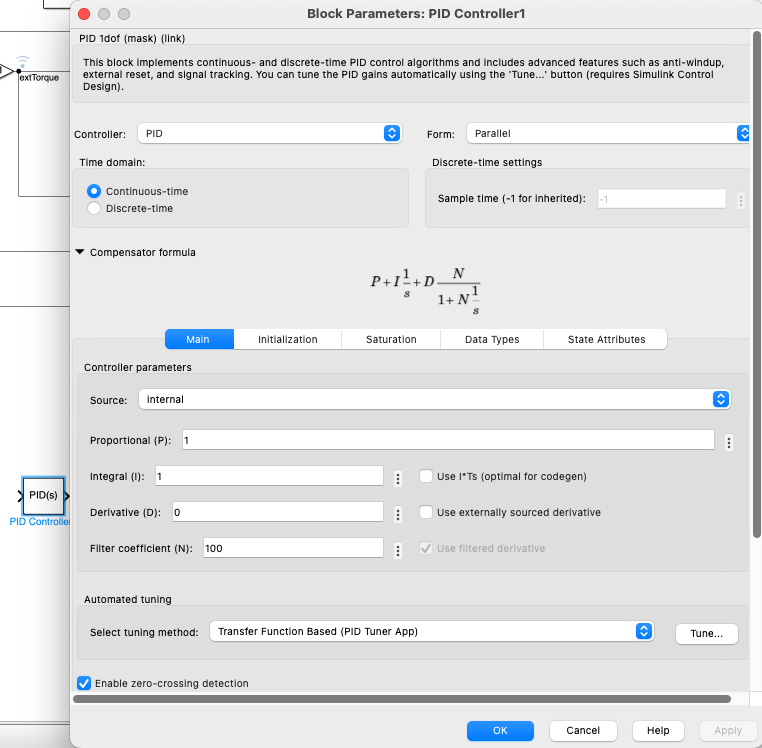 Block Parameters: PID Controller1
PID 1dof (mask) (link)
This block implements continuous- and discrete-time PID control algorithms and includes advanced features such as anti-windup,
external reset, and signal tracking. You can tune the PID gains automatically using the 'Tune...' button (requires Simulink Control
Design).
extTorque
Controller: PID Form: Parallel
Time domain: Discrete-time settings
Continuous-time
Discrete-time
Sample time (-1 for inherited): -1
Compensator formula
P + I 1/s + D N/(1 + N 1/s)
Main Initialization Saturation Data Types State Attributes
Controller parameters
Source: internal
Proportional (P): 1
Integral (I): 1 Use I*Ts (optimal for codegen)
Derivative (D): 0 Use externally sourced derivative
Filter coefficient (N): 100 Use filtered derivative
PID(s)
PID Controller
Automated tuning
Select tuning method: Transfer Function Based (PID Tuner App) Tune...
Enable zero-crossing detection
OK Cancel Help Apply